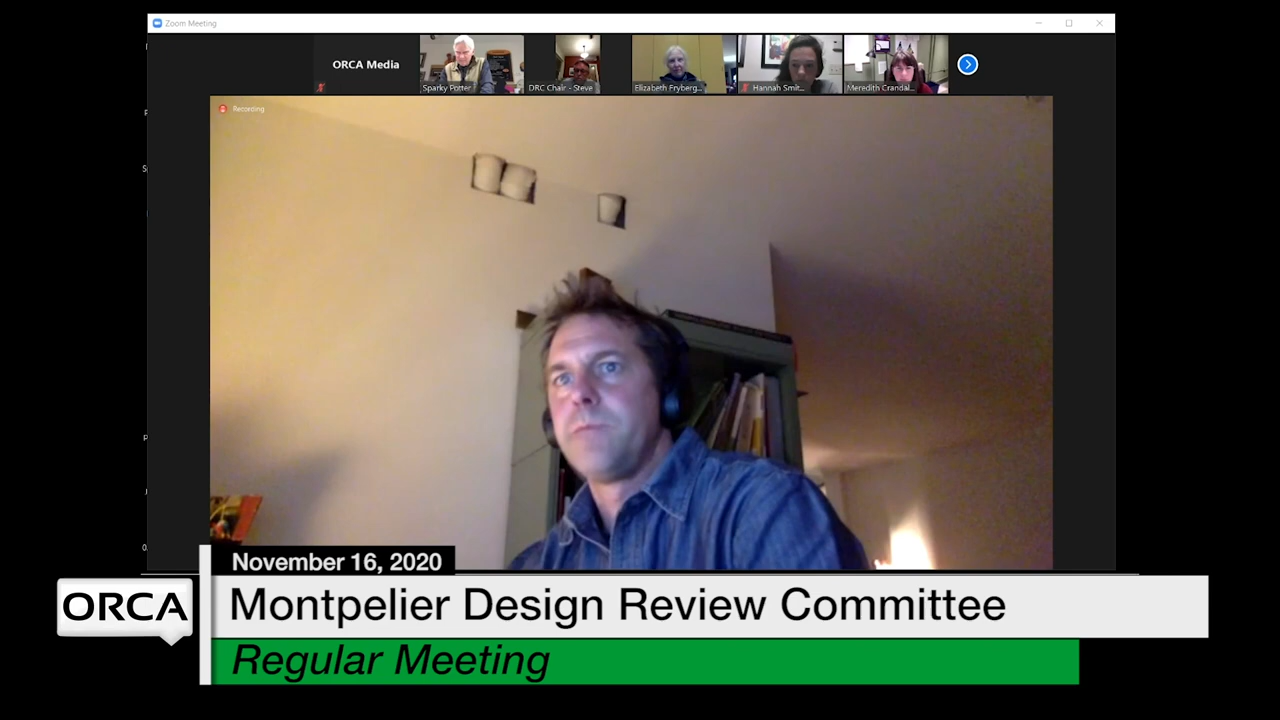 Zoom Meeting
ORCA Media
Sparky Potter
DRC Chair - Steve
Elizabeth Fryberg...
Hannah Smit...
Meredith Crandal...
Recording
November 16, 2020
ORCA
Montpelier Design Review Committee
Regular Meeting